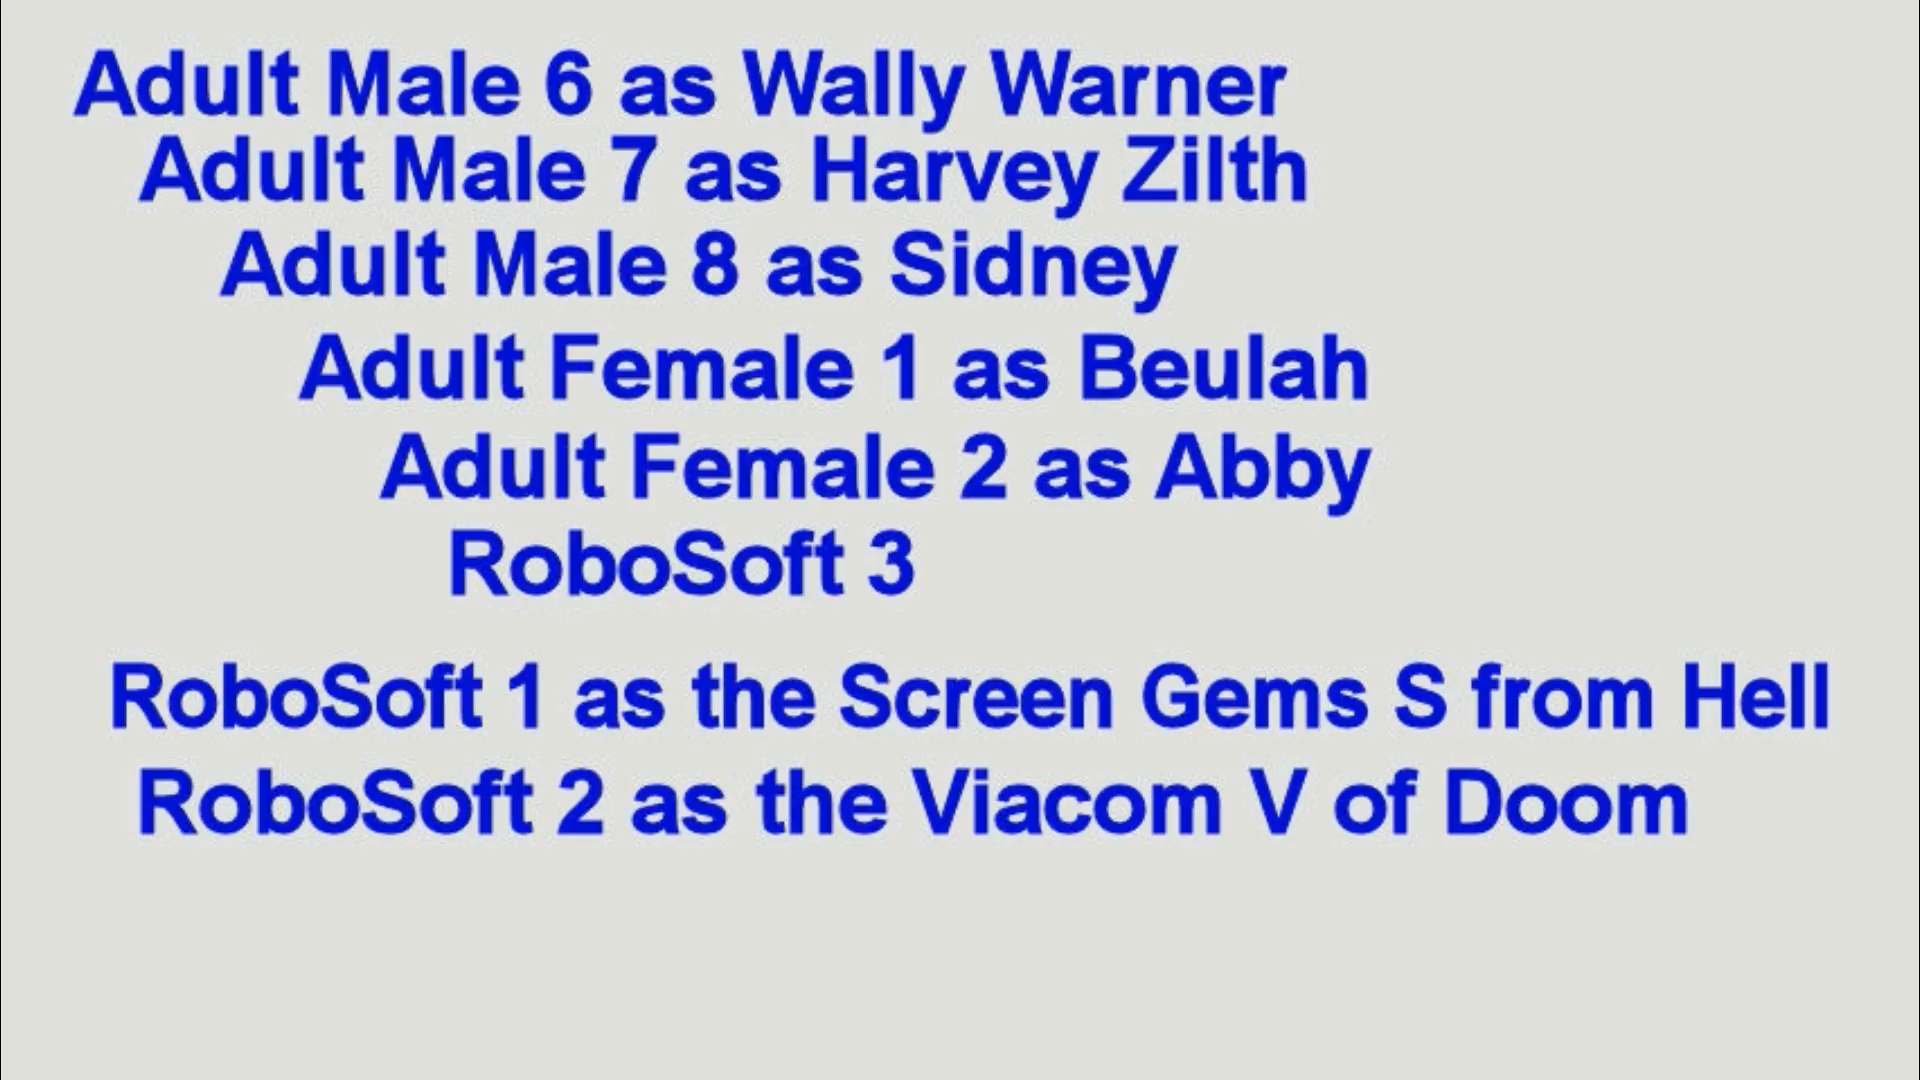 Adult Male 6 as Wally Warner
Adult Male 7 as Harvey Zilth
Adult Male 8 as Sidney
Adult Female 1 as Beulah
Adult Female 2 as Abby
RoboSoft 3
RoboSoft 1 as the Screen Gems S from Hell
RoboSoft 2 as the Viacom V of Doom